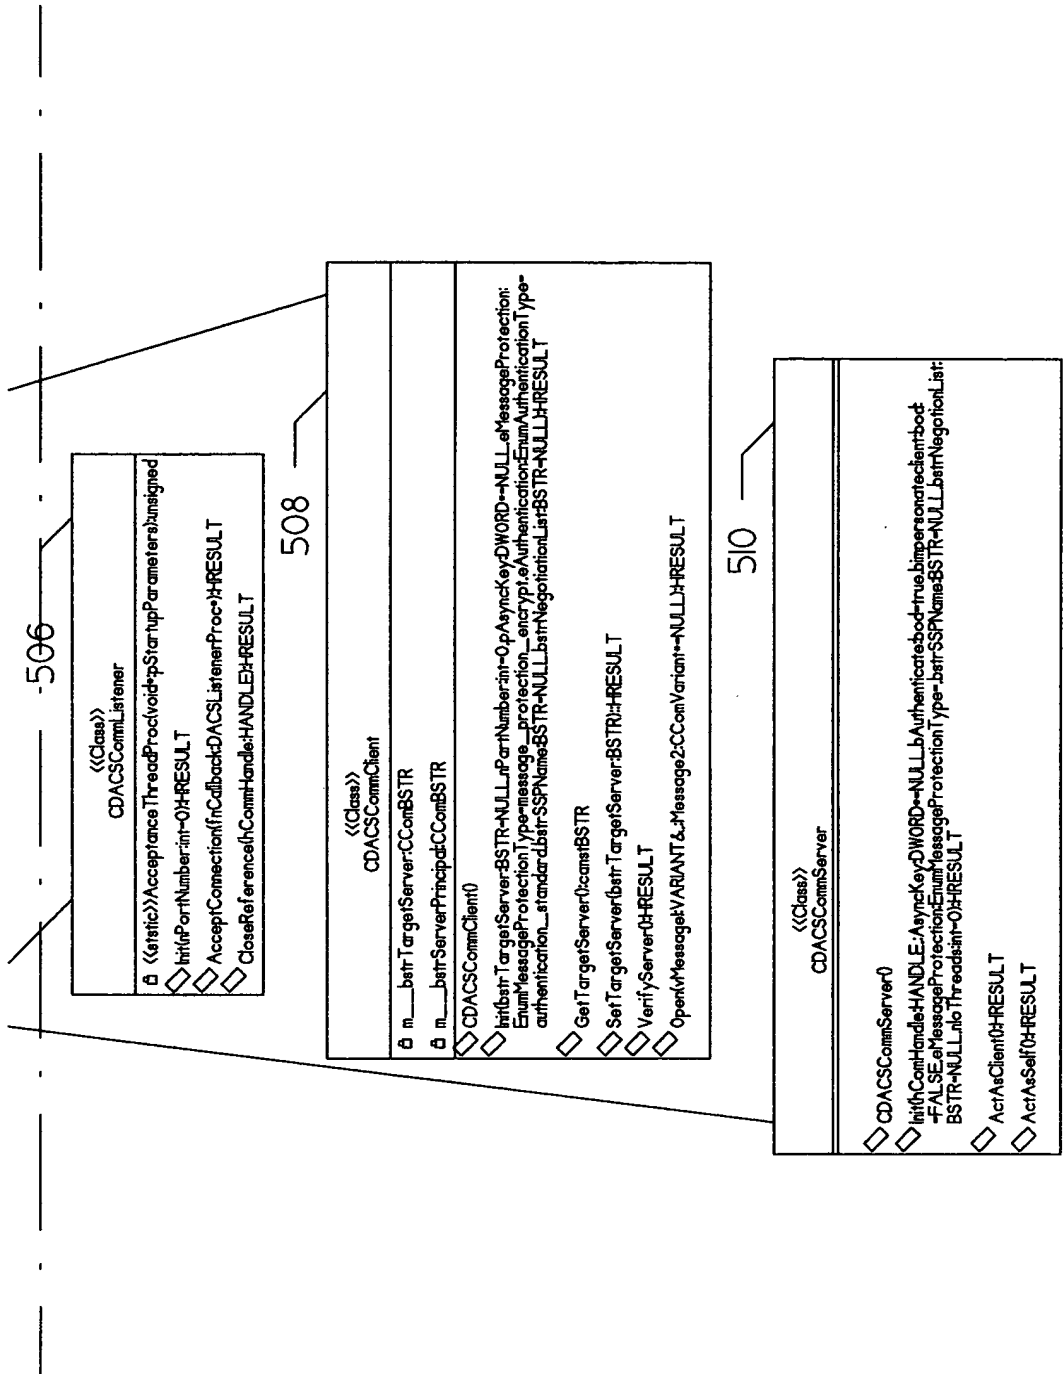 506
<<Class>>
CDACSCommListener
<<ststic>>AcceptanceThreadProc(void*pStartupParameters):unsigned
Init(nPortNumber:int=0):HRESULT
AcceptConnection(fnCallback:DACSListenerProc*):HRESULT
CloseReference(hCommHandle:HANDLE):HRESULT
508
<<Class>>
CDACSCommClient
m___bstrTargetServer:CComBSTR
m___bstrServerPrincipal:CComBSTR
CDACSCommClient()
Init(bstrTargetServer:BSTR=NULL,nPortNumber:int=0,pAsyncKey:DWORD*=NULL,eMessageProtection:
EnumMessageProtectionType=message__protection__encrypt,eAuthentication:EnumAuthenticationType=
authentication__standard,bstrSSPName:BSTR=NULL,bstrNegotiationList:BSTR=NULL):HRESULT
GetTargetServer():constBSTR
SetTargetServer(bstrTargetServer:BSTR):HRESULT
VerifyServer():HRESULT
Open(vMessage:VARIANT&,:Message2:CComVariant*=NULL):HRESULT
510
<<Class>>
CDACSCommServer
CDACSCommServer()
Init(hComHandle:HANDLE,:AsyncKey:DWORD*=NULL,bAuthenticate:bool=true,bimpersonateclient:bool:
=FALSE,eMessageProtection:EnumMessageProtectionType=,bstrSSPName:BSTR=NULL,bstrNegotionList:
BSTR=NULL,nIoThreads:int=0):HRESULT
ActAsClient():HRESULT
ActAsSelf():HRESULT